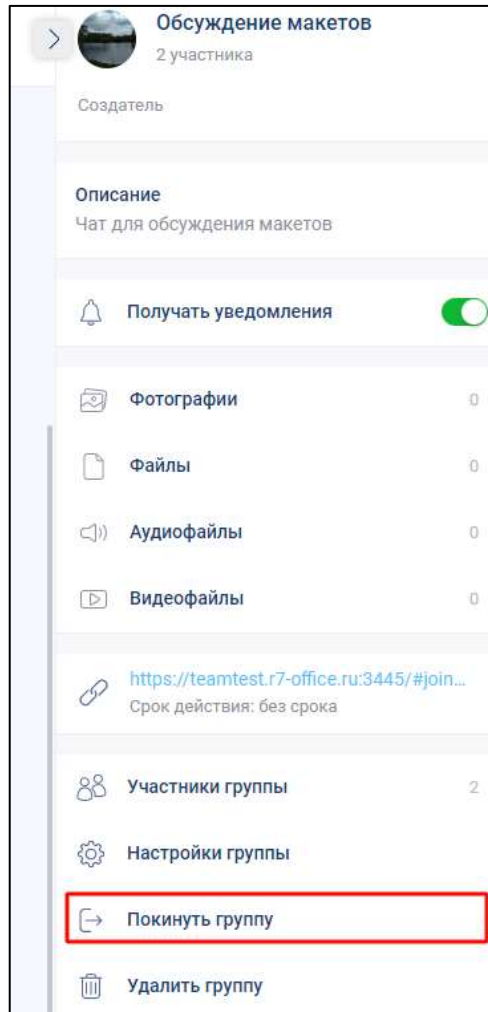 Обсуждение макетов
2 участника
Создатель
Описание
Чат для обсуждения макетов
Получать уведомления
Фотографии 0
Файлы 0
Аудиофайлы 0
Видеофайлы 0
https://teamtest.r7-office.ru:3445/#join...
Срок действия: без срока
Участники группы 2
Настройки группы
Покинуть группу
Удалить группу